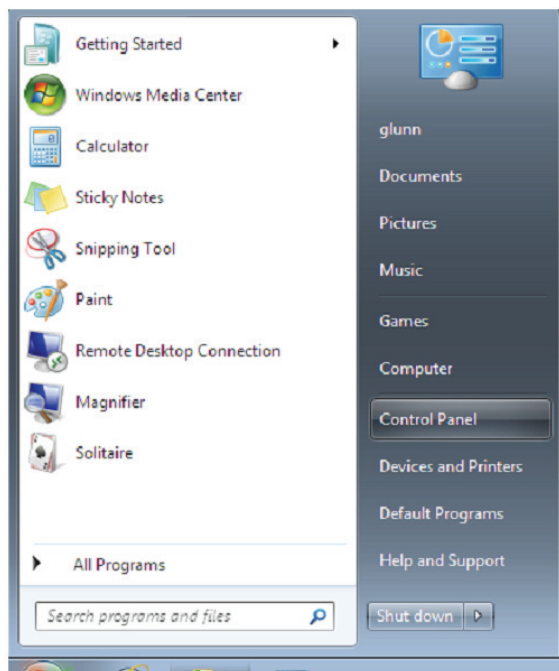 Getting Started
Windows Media Center
Calculator
Sticky Notes
Snipping Tool
Paint
Remote Desktop Connection
Magnifier
Solitaire
All Programs
Search programs and files
glunn
Documents
Pictures
Music
Games
Computer
Control Panel
Devices and Printers
Default Programs
Help and Support
Shut down